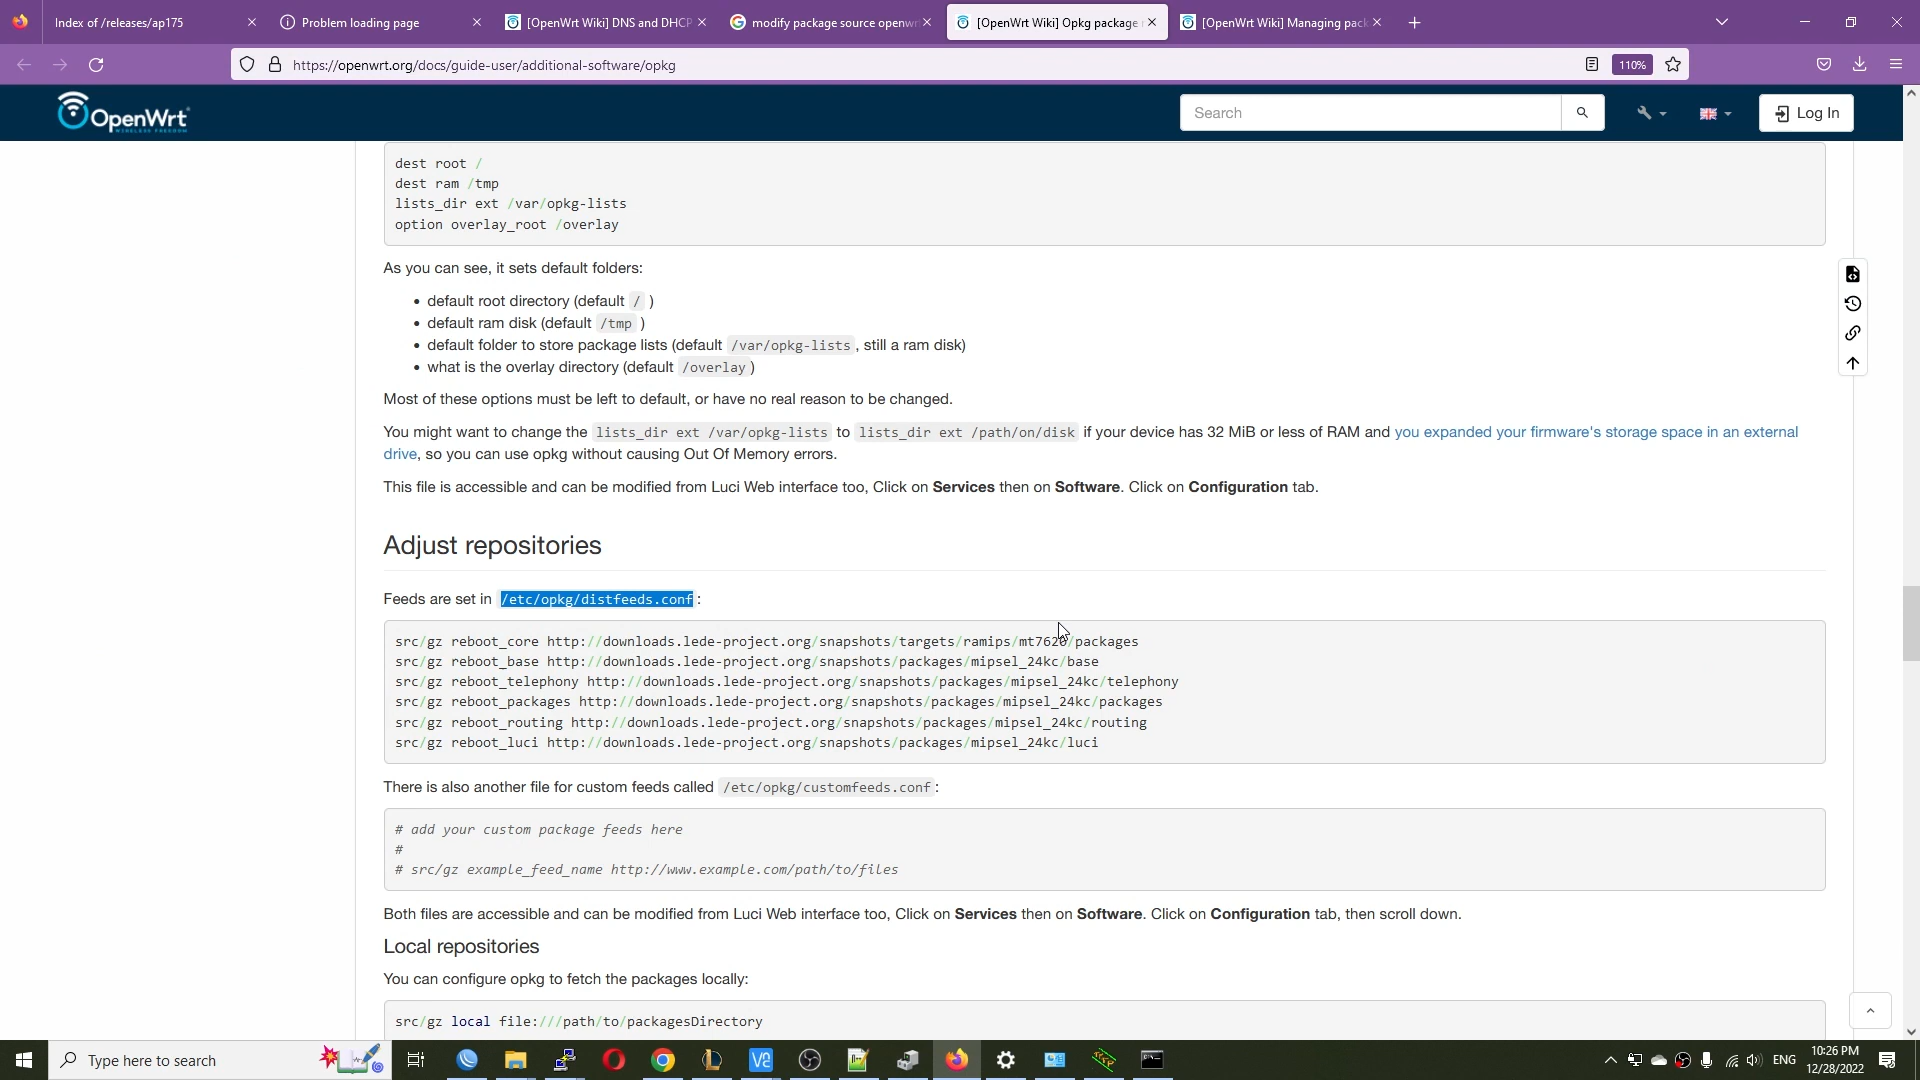 Index of /releases/ap175
Problem loading page
[OpenWrt Wiki] DNS and DHCP
modify package source openwr
[OpenWrt Wiki] Opkg package
[OpenWrt Wiki] Managing pack
https://openwrt.org/docs/guide-user/additional-software/opkg
110%
OpenWrt
WIRELESS FREEDOM
Search
Log In
dest root /
dest ram /tmp
lists_dir ext /var/opkg-lists
option overlay_root /overlay
As you can see, it sets default folders:
• default root directory (default / )
• default ram disk (default /tmp )
• default folder to store package lists (default /var/opkg-lists , still a ram disk)
• what is the overlay directory (default /overlay )
Most of these options must be left to default, or have no real reason to be changed.
You might want to change the lists_dir ext /var/opkg-lists to lists_dir ext /path/on/disk if your device has 32 MiB or less of RAM and you expanded your firmware's storage space in an external
drive, so you can use opkg without causing Out Of Memory errors.
This file is accessible and can be modified from Luci Web interface too, Click on Services then on Software. Click on Configuration tab.
Adjust repositories
Feeds are set in /etc/opkg/distfeeds.conf :
src/gz reboot_core http://downloads.lede-project.org/snapshots/targets/ramips/mt7620/packages
src/gz reboot_base http://downloads.lede-project.org/snapshots/packages/mipsel_24kc/base
src/gz reboot_telephony http://downloads.lede-project.org/snapshots/packages/mipsel_24kc/telephony
src/gz reboot_packages http://downloads.lede-project.org/snapshots/packages/mipsel_24kc/packages
src/gz reboot_routing http://downloads.lede-project.org/snapshots/packages/mipsel_24kc/routing
src/gz reboot_luci http://downloads.lede-project.org/snapshots/packages/mipsel_24kc/luci
There is also another file for custom feeds called /etc/opkg/customfeeds.conf :
# add your custom package feeds here
#
# src/gz example_feed_name http://www.example.com/path/to/files
Both files are accessible and can be modified from Luci Web interface too, Click on Services then on Software. Click on Configuration tab, then scroll down.
Local repositories
You can configure opkg to fetch the packages locally:
src/gz local file:///path/to/packagesDirectory
Type here to search
ENG
10:26 PM
12/28/2022